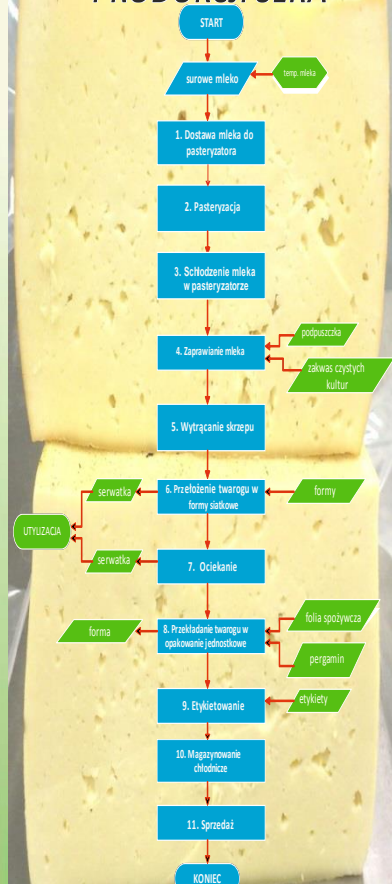 PRODUKCJA SERA
START
surowe mleko
temp. mleka
1. Dostawa mleka do
pasteryzatora
2. Pasteryzacja
3. Schłodzenie mleka
w pasteryzatorze
podpuszczka
4. Zaprawianie mleka
zakwas czystych
kultur
5. Wytrącanie skrzepu
serwatka
6. Przełożenie twarogu w
formy siatkowe
formy
UTYLIZACJA
serwatka
7. Ociekanie
folia spożywcza
forma
8. Przekładanie twarogu w
opakowanie jednostkowe
pergamin
9. Etykietowanie
etykiety
10. Magazynowanie
chłodnicze
11. Sprzedaż
KONIEC